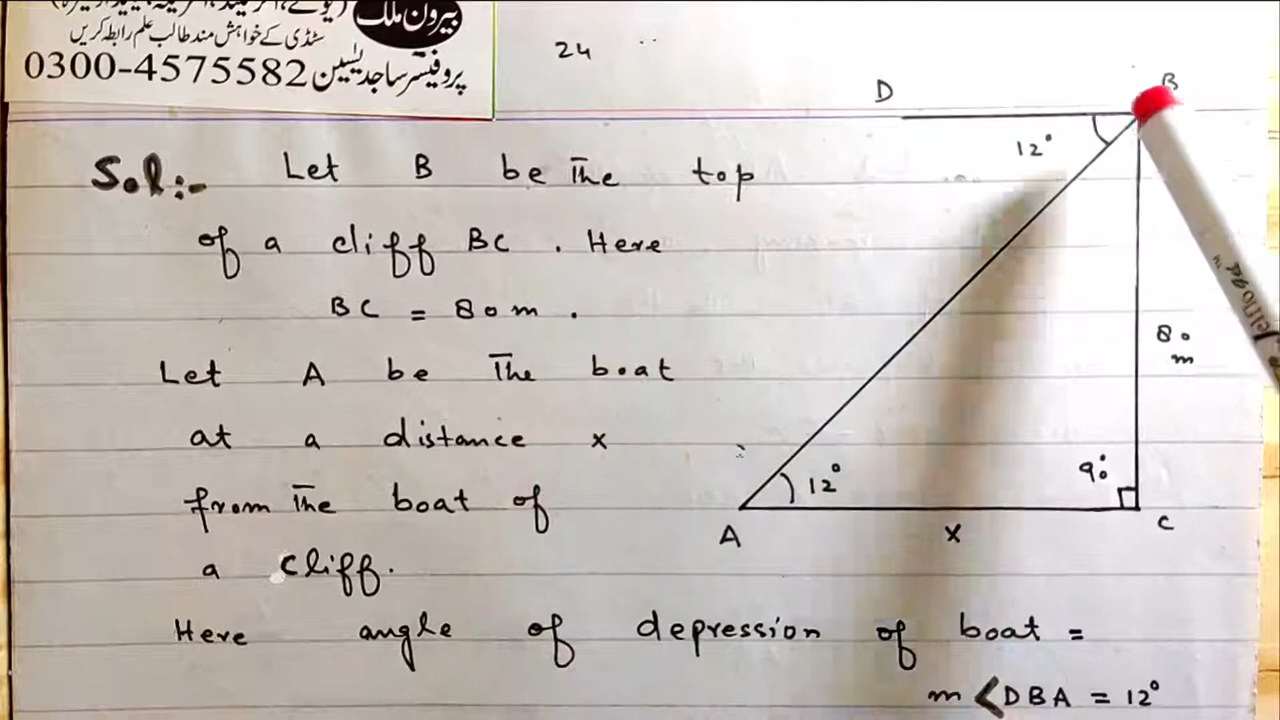 بیرون ملک
سٹڈی کے خواہش مند طالب علم رابطہ کریں
پروفیسر ساجد یٰسین 0300-4575582
24
D
B
12°
Sol:- Let B be The top
of a cliff BC . Here
BC = 80m .
Let A be The boat
at a distance x
from The boat of
a cliff.
80
m
90°
12°
A
x
C
Here angle of depression of boat =
m <DBA = 12°